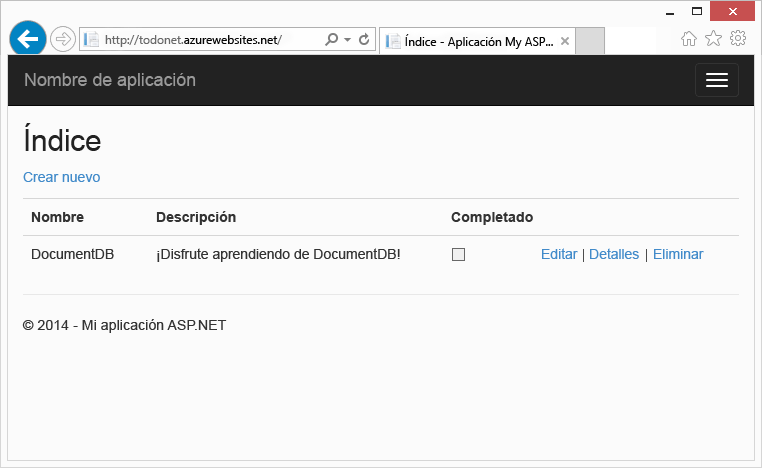 http://todonet.azurewebsites.net/
Índice - Aplicación My ASP...
Nombre de aplicación
Índice
Crear nuevo
Nombre Descripción Completado
DocumentDB ¡Disfrute aprendiendo de DocumentDB! Editar | Detalles | Eliminar
© 2014 - Mi aplicación ASP.NET